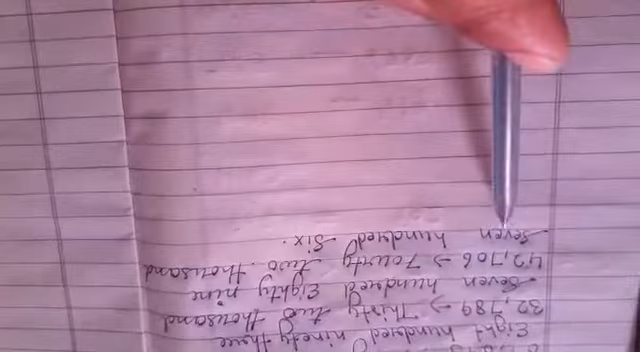 Eight hundred ninety three
32,789 → Thirty two thousand
Seven hundred Eighty nine
42,706 → Fourty two thousand
Seven hundred Six.